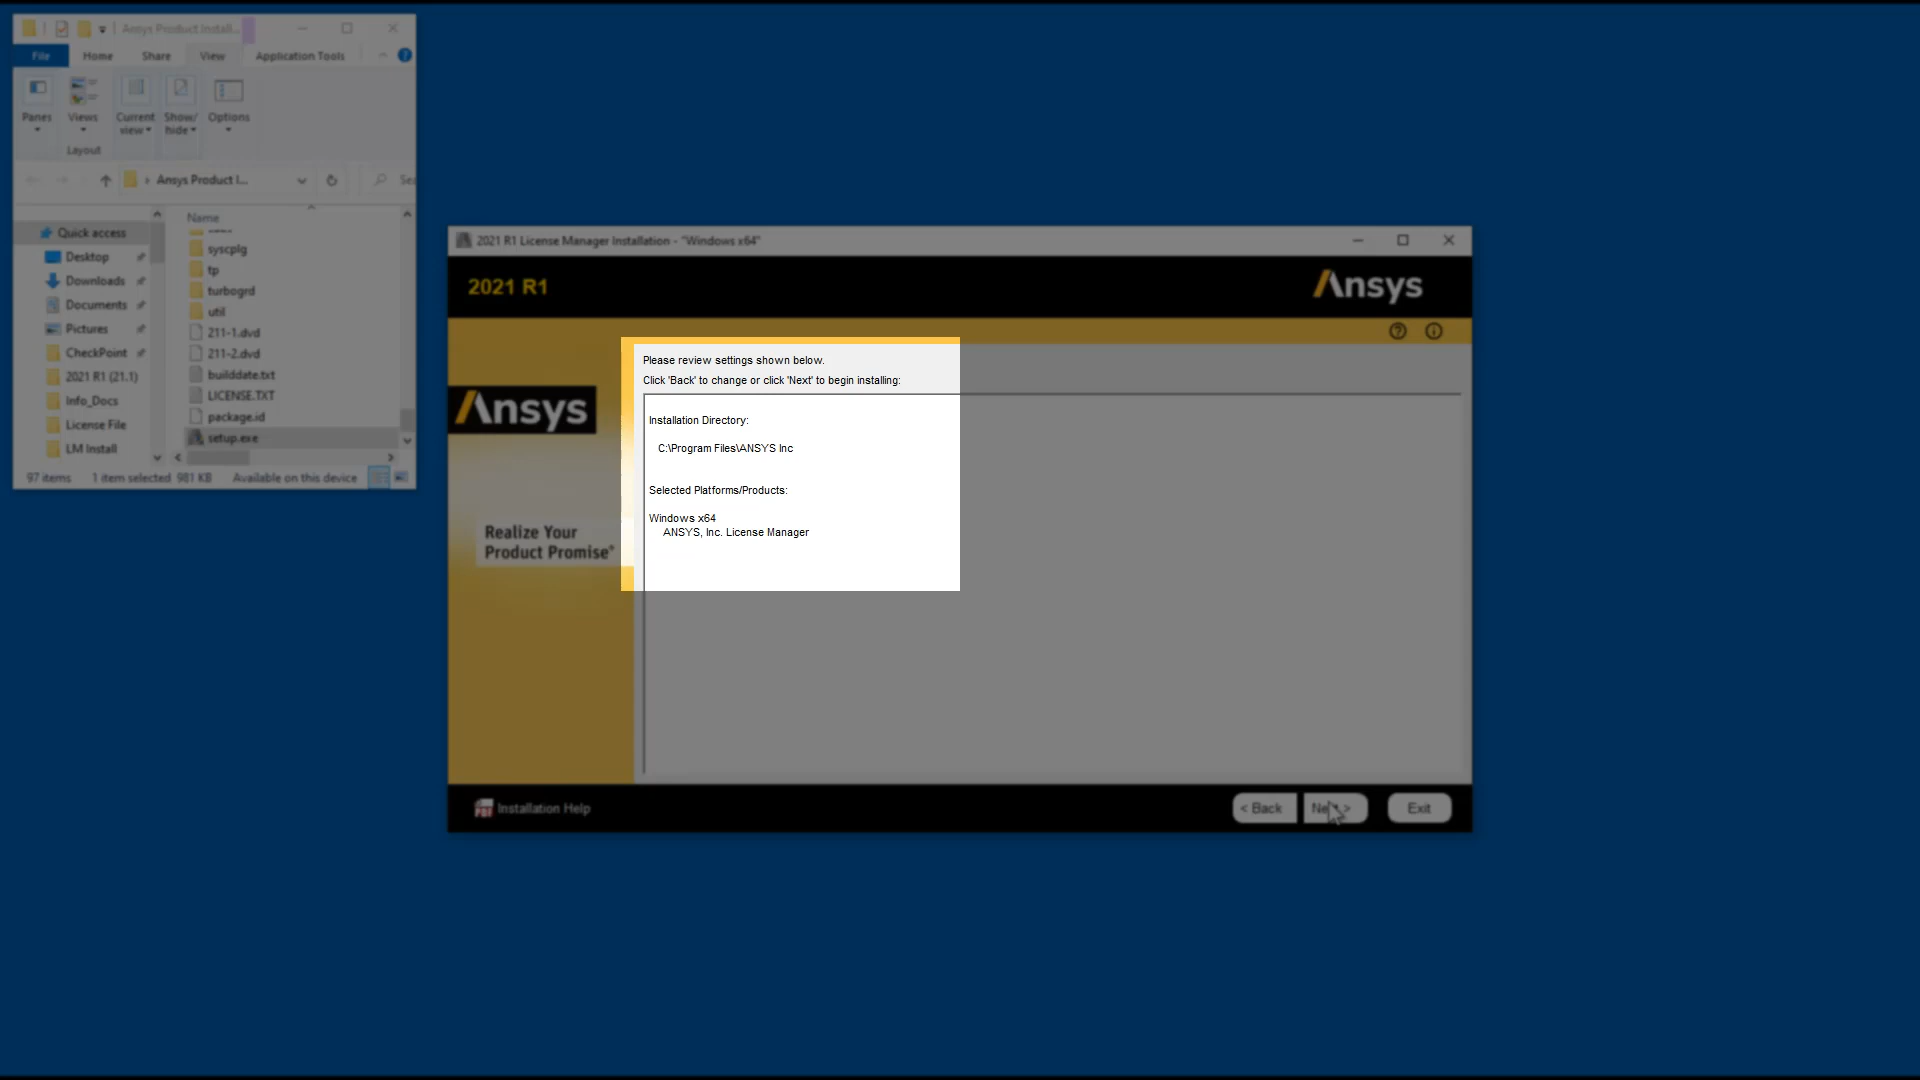 Ansys Product Install...
File Home Share View Application Tools
Panes Views Current view Show/ hide Options
Layout
Ansys Product I... Sea
Name
Quick access
Desktop
Downloads
Documents
Pictures
CheckPoint
2021 R1 (21.1)
Info_Docs
License File
LM Install
syscplg
tp
turbogrd
util
211-1.dvd
211-2.dvd
builddate.txt
LICENSE.TXT
package.id
setup.exe
97 items 1 item selected 981 KB Available on this device
2021 R1 License Manager Installation - "Windows x64"
2021 R1
Ansys
Ansys
Realize Your
Product Promise®
Please review settings shown below.
Click 'Back' to change or click 'Next' to begin installing:
Installation Directory:
C:\Program Files\ANSYS Inc
Selected Platforms/Products:
Windows x64
ANSYS, Inc. License Manager
PDF Installation Help
< Back Next > Exit